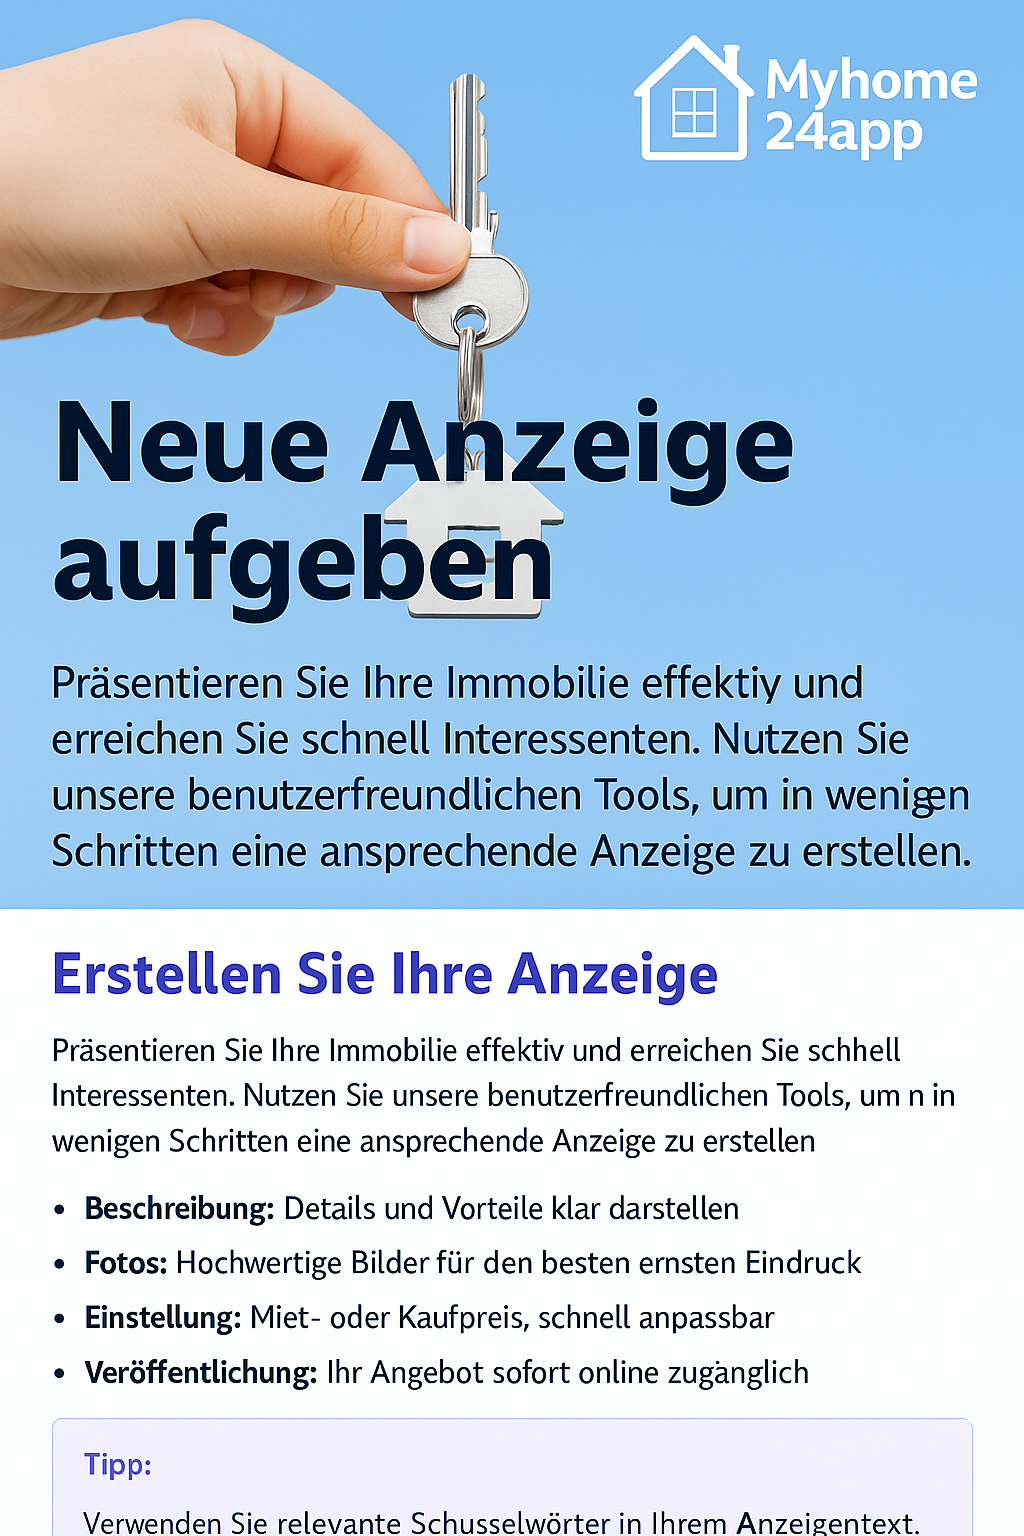 Myhome
24app
Neue Anzeige
aufgeben
Präsentieren Sie Ihre Immobilie effektiy und
erreichen Sie schnell Interessenten. Nutzen Sie
unsere benutzerfreundlichen Tools, um in wenigen
Schritten eine ansprechende Anzeige zu erstellen.
Erstellen Sie Ihre Anzeige
Präsentieren Sie Ihre Immobilie effektiv und erreichen Sie schhell
Interessenten. Nutzen Sie unsere benutzerfreundlichen Tools, um n in
wenigen Schritten eine ansprechende Anzeige zu erstellen
• Beschreibung: Details und Vorteile klar darstellen
• Fotos: Hochwertige Bilder für den besten ernsten Eindruck
• Einstellung: Miet- oder Kaufpreis, schnell anpassbar
• Veröffentlichung: Ihr Angebot sofort online zugänglich
Tipp:
Verwenden Sie relevante Schusselwörter in Ihrem Anzeigentext.